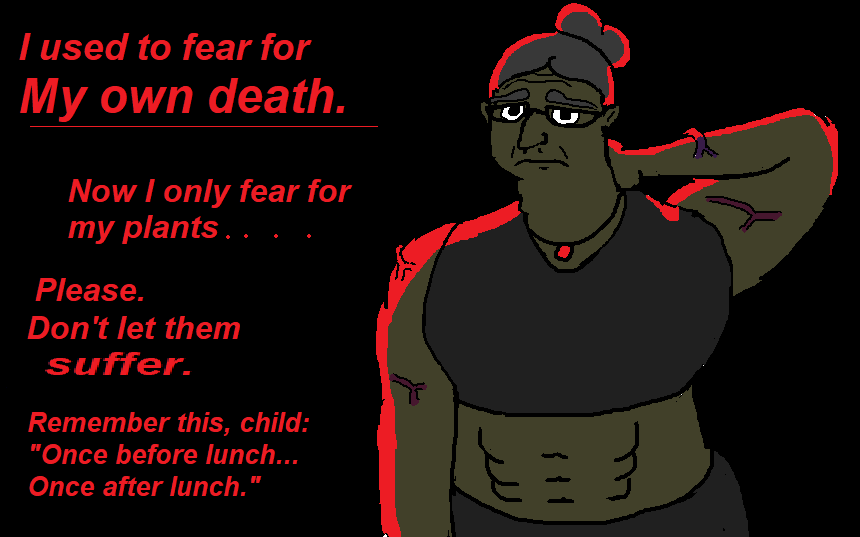 I used to fear for
My own death.
Now I only fear for
my plants . . . .
Please.
Don't let them
suffer.
Remember this, child:
"Once before lunch...
Once after lunch."